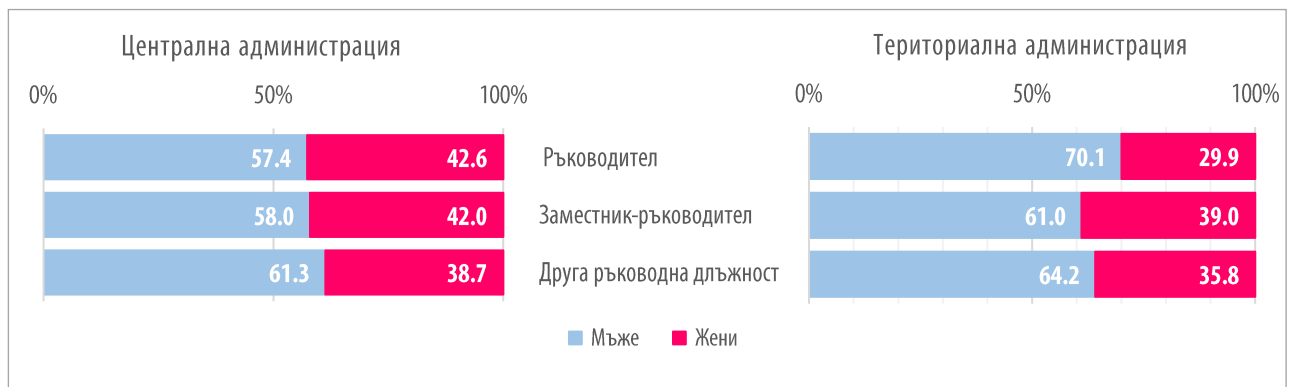 Централна администрация
Териториална администрация
0% 50% 100%
0% 50% 100%
57.4 42.6 Ръководител 70.1 29.9
58.0 42.0 Заместник-ръководител 61.0 39.0
61.3 38.7 Друга ръководна длъжност 64.2 35.8
Мъже Жени